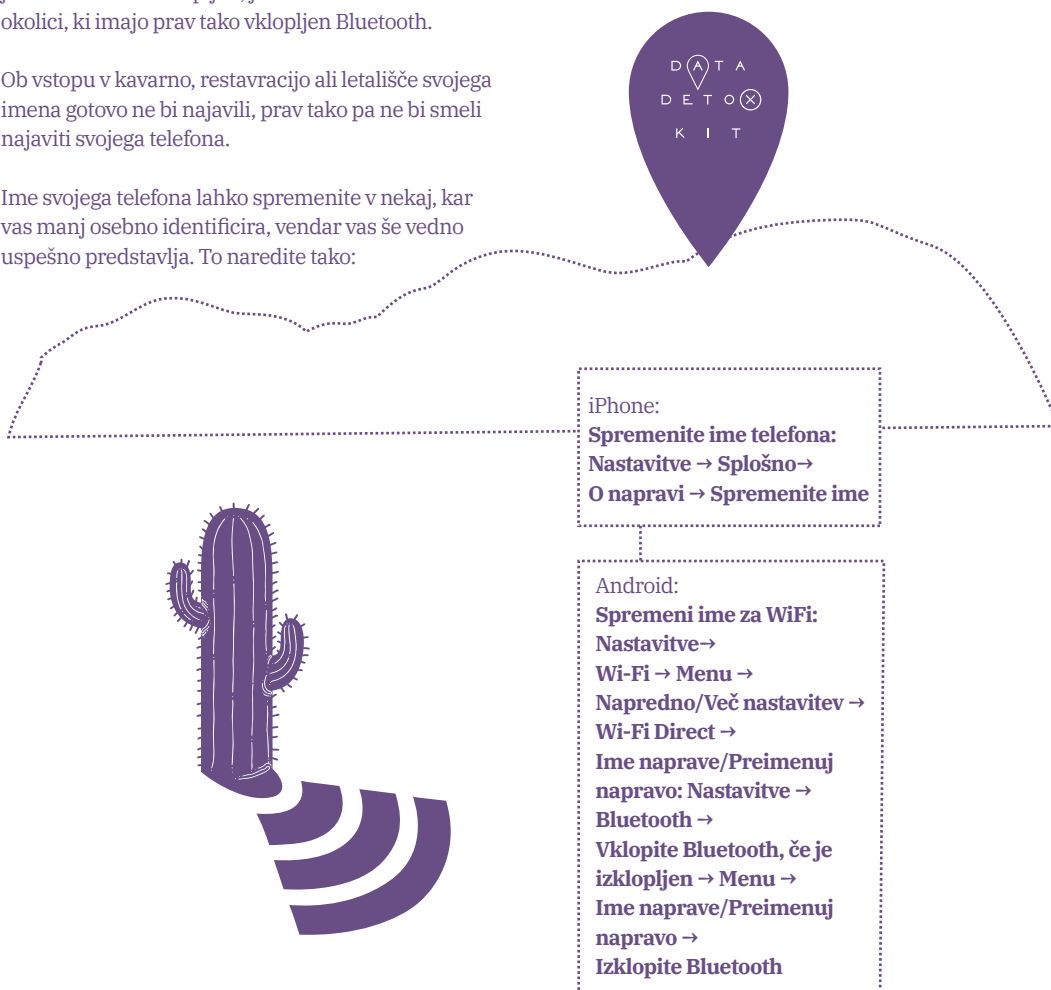 okolici, ki imajo prav tako vklopljen Bluetooth.
Ob vstopu v kavarno, restavracijo ali letališče svojega
imena gotovo ne bi najavili, prav tako pa ne bi smeli
najaviti svojega telefona.
Ime svojega telefona lahko spremenite v nekaj, kar
vas manj osebno identificira, vendar vas še vedno
uspešno predstavlja. To naredite tako:
DATA
DETOX
KIT
iPhone:
Spremenite ime telefona:
Nastavitve → Splošno→
O napravi → Spremenite ime
Android:
Spremeni ime za WiFi:
Nastavitve→
Wi-Fi → Menu →
Napredno/Več nastavitev →
Wi-Fi Direct →
Ime naprave/Preimenuj
napravo: Nastavitve →
Bluetooth →
Vklopite Bluetooth, če je
izklopljen → Menu →
Ime naprave/Preimenuj
napravo →
Izklopite Bluetooth